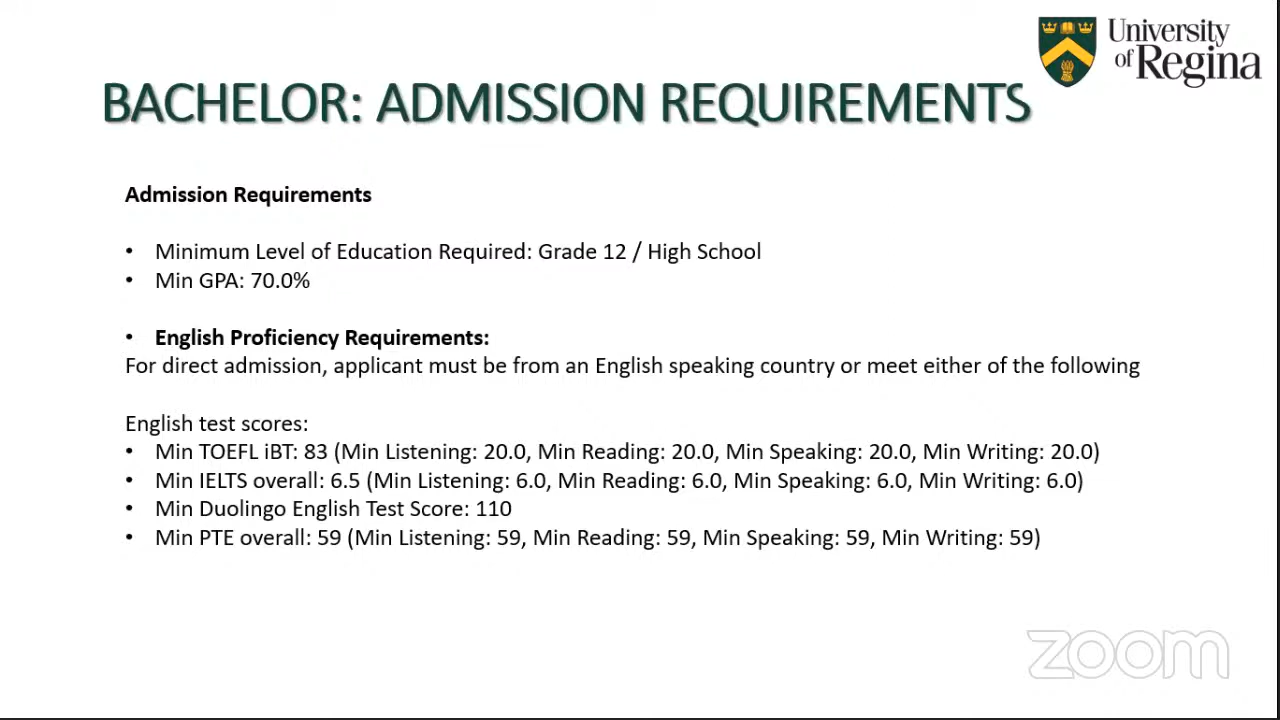 University
of Regina
BACHELOR: ADMISSION REQUIREMENTS
Admission Requirements
• Minimum Level of Education Required: Grade 12 / High School
• Min GPA: 70.0%
• English Proficiency Requirements:
For direct admission, applicant must be from an English speaking country or meet either of the following
English test scores:
• Min TOEFL iBT: 83 (Min Listening: 20.0, Min Reading: 20.0, Min Speaking: 20.0, Min Writing: 20.0)
• Min IELTS overall: 6.5 (Min Listening: 6.0, Min Reading: 6.0, Min Speaking: 6.0, Min Writing: 6.0)
• Min Duolingo English Test Score: 110
• Min PTE overall: 59 (Min Listening: 59, Min Reading: 59, Min Speaking: 59, Min Writing: 59)
zoom